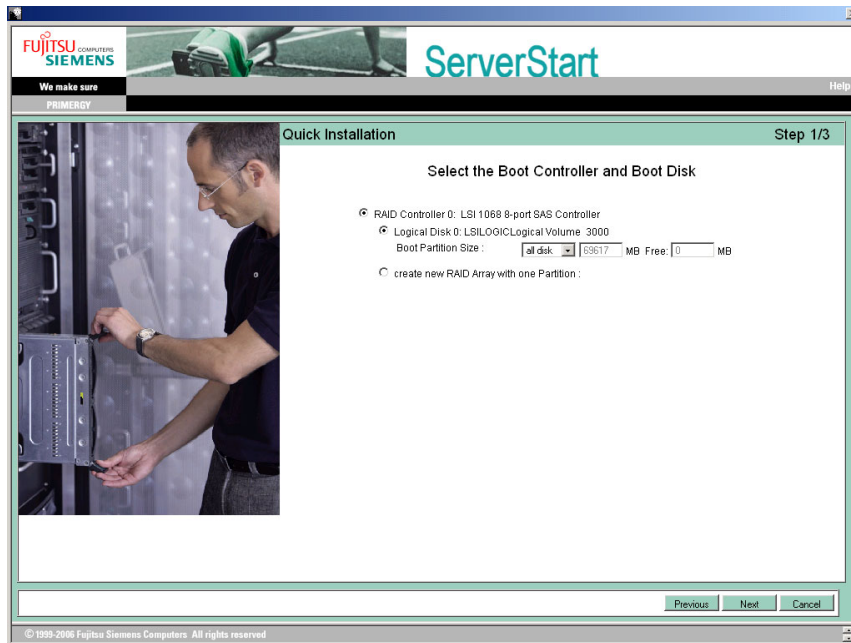 FUJITSU COMPUTERS
SIEMENS
ServerStart
We make sure
Help
PRIMERGY
Quick Installation Step 1/3
Select the Boot Controller and Boot Disk
RAID Controller 0: LSI 1068 8-port SAS Controller
Logical Disk 0: LSILOGICLogical Volume 3000
Boot Partition Size : all disk 69617 MB Free: 0 MB
create new RAID Array with one Partition :
Previous Next Cancel
© 1999-2006 Fujitsu Siemens Computers All rights reserved